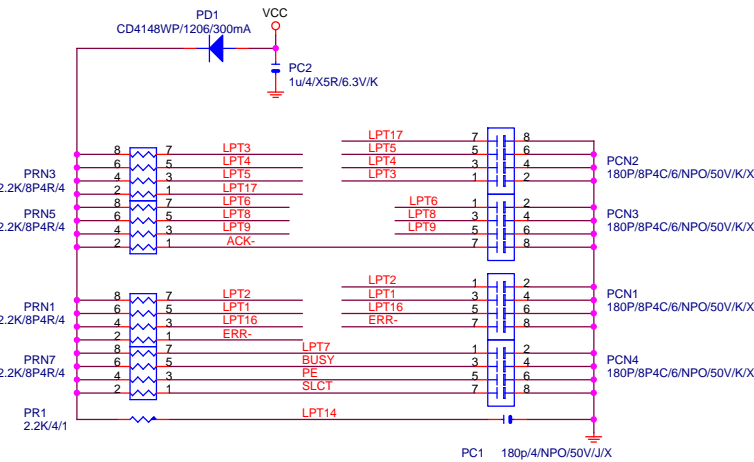 PD1 VCC
CD4148WP/1206/300mA
PC2
1u/4/X5R/6.3V/K
LPT17 7 8
8 7 LPT3 LPT5 5 6
6 5 LPT4 LPT4 3 4
4 3 LPT5 LPT3 1 2
2 1 LPT17
PRN3
2.2K/8P4R/4
PCN2
180P/8P4C/6/NPO/50V/K/X
8 7 LPT6 LPT6 1 2
6 5 LPT8 LPT8 3 4
4 3 LPT9 LPT9 5 6
2 1 ACK- 7 8
PRN5
2.2K/8P4R/4
PCN3
180P/8P4C/6/NPO/50V/K/X
LPT2 1 2
8 7 LPT2 LPT1 3 4
6 5 LPT1 LPT16 5 6
4 3 LPT16 ERR- 7 8
2 1 ERR-
PRN1
2.2K/8P4R/4
PCN1
180P/8P4C/6/NPO/50V/K/X
8 7 LPT7 1 2
6 5 BUSY 3 4
4 3 PE 5 6
2 1 SLCT 7 8
PRN7
2.2K/8P4R/4
PCN4
180P/8P4C/6/NPO/50V/K/X
PR1
2.2K/4/1
LPT14
PC1 180p/4/NPO/50V/J/X